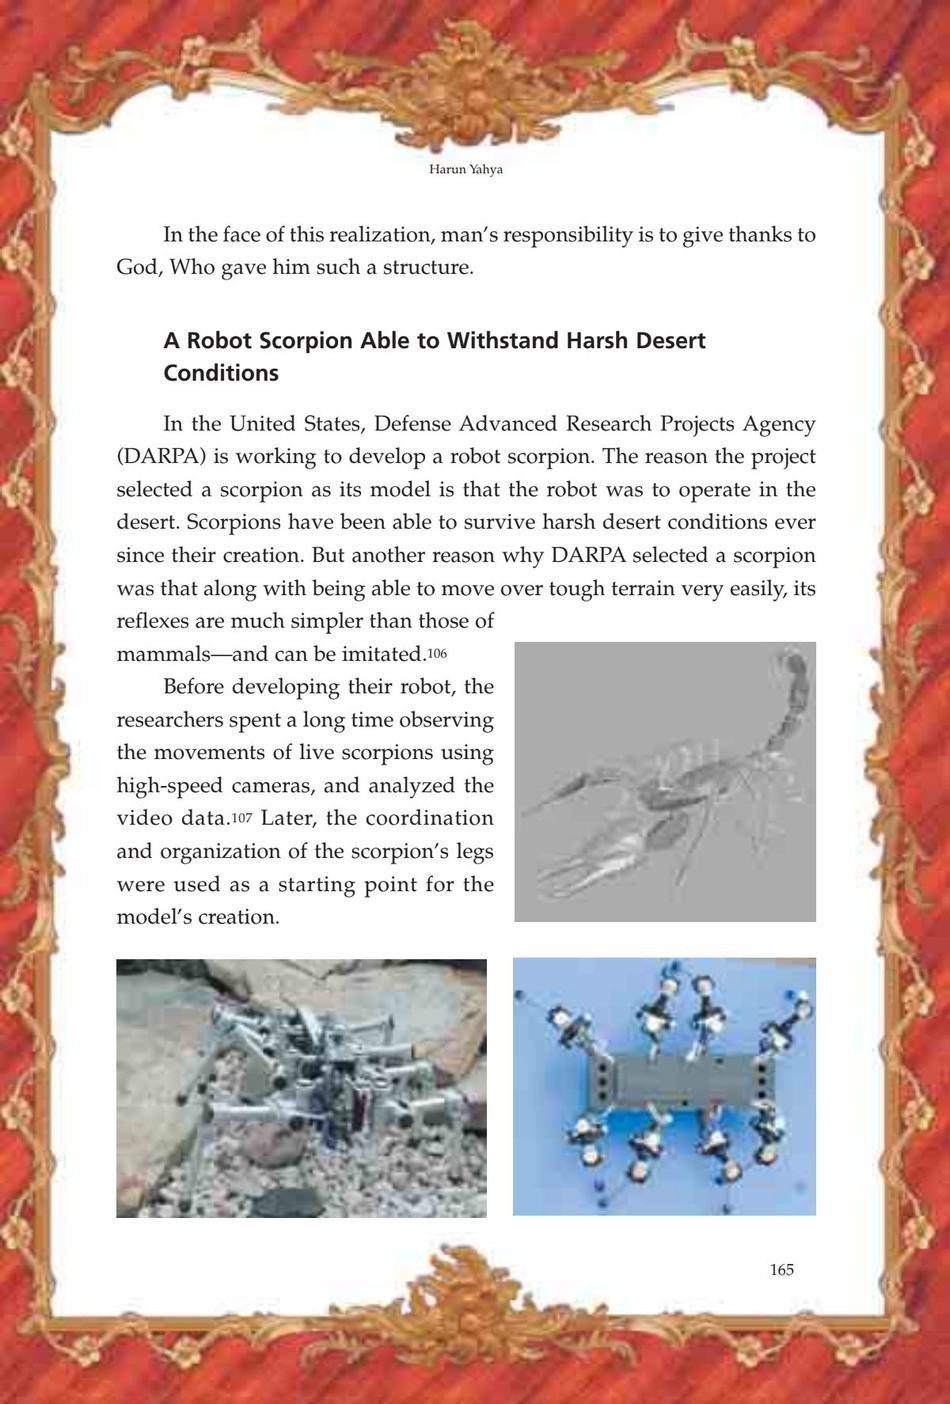 Harun Yahya
In the face of this realization, man's responsibility is to give thanks to
God, Who gave him such a structure.
A Robot Scorpion Able to Withstand Harsh Desert
Conditions
In the United States, Defense Advanced Research Projects Agency
(DARPA) is working to develop a robot scorpion. The reason the project
selected a scorpion as its model is that the robot was to operate in the
desert. Scorpions have been able to survive harsh desert conditions ever
since their creation. But another reason why DARPA selected a scorpion
was that along with being able to move over tough terrain very easily, its
reflexes are much simpler than those of
mammals—and can be imitated.106
Before developing their robot, the
researchers spent a long time observing
the movements of live scorpions using
high-speed cameras, and analyzed the
video data.107 Later, the coordination
and organization of the scorpion's legs
were used as a starting point for the
model's creation.
165